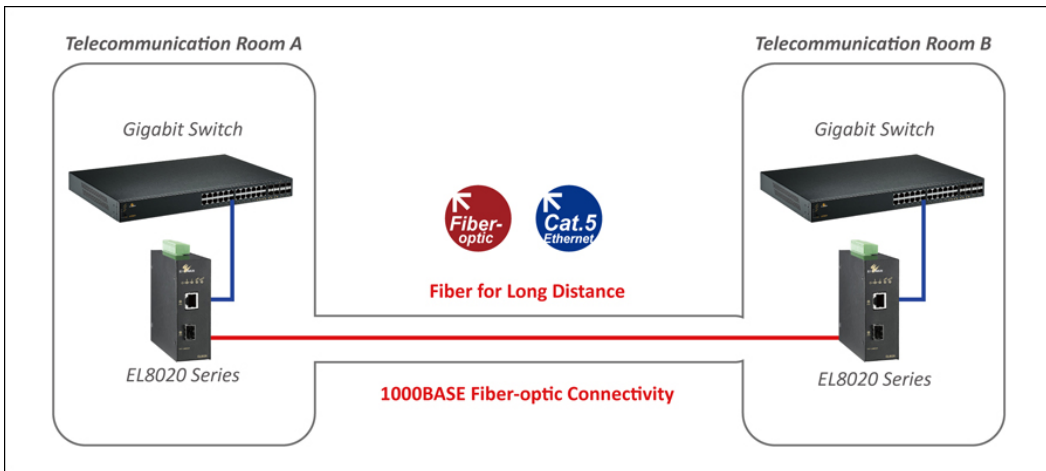 Telecommunication Room A
Telecommunication Room B
Gigabit Switch
Gigabit Switch
Fiber-
optic
Cat.5
Ethernet
Fiber for Long Distance
EL8020 Series
EL8020 Series
1000BASE Fiber-optic Connectivity